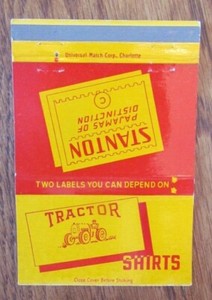 Universal Match Corp., Charlotte
STANTON
PAJAMAS OF
DISTINCTION
C
TWO LABELS YOU CAN DEPEND ON:
TRACTOR
SHIRTS
Close Cover Before Striking